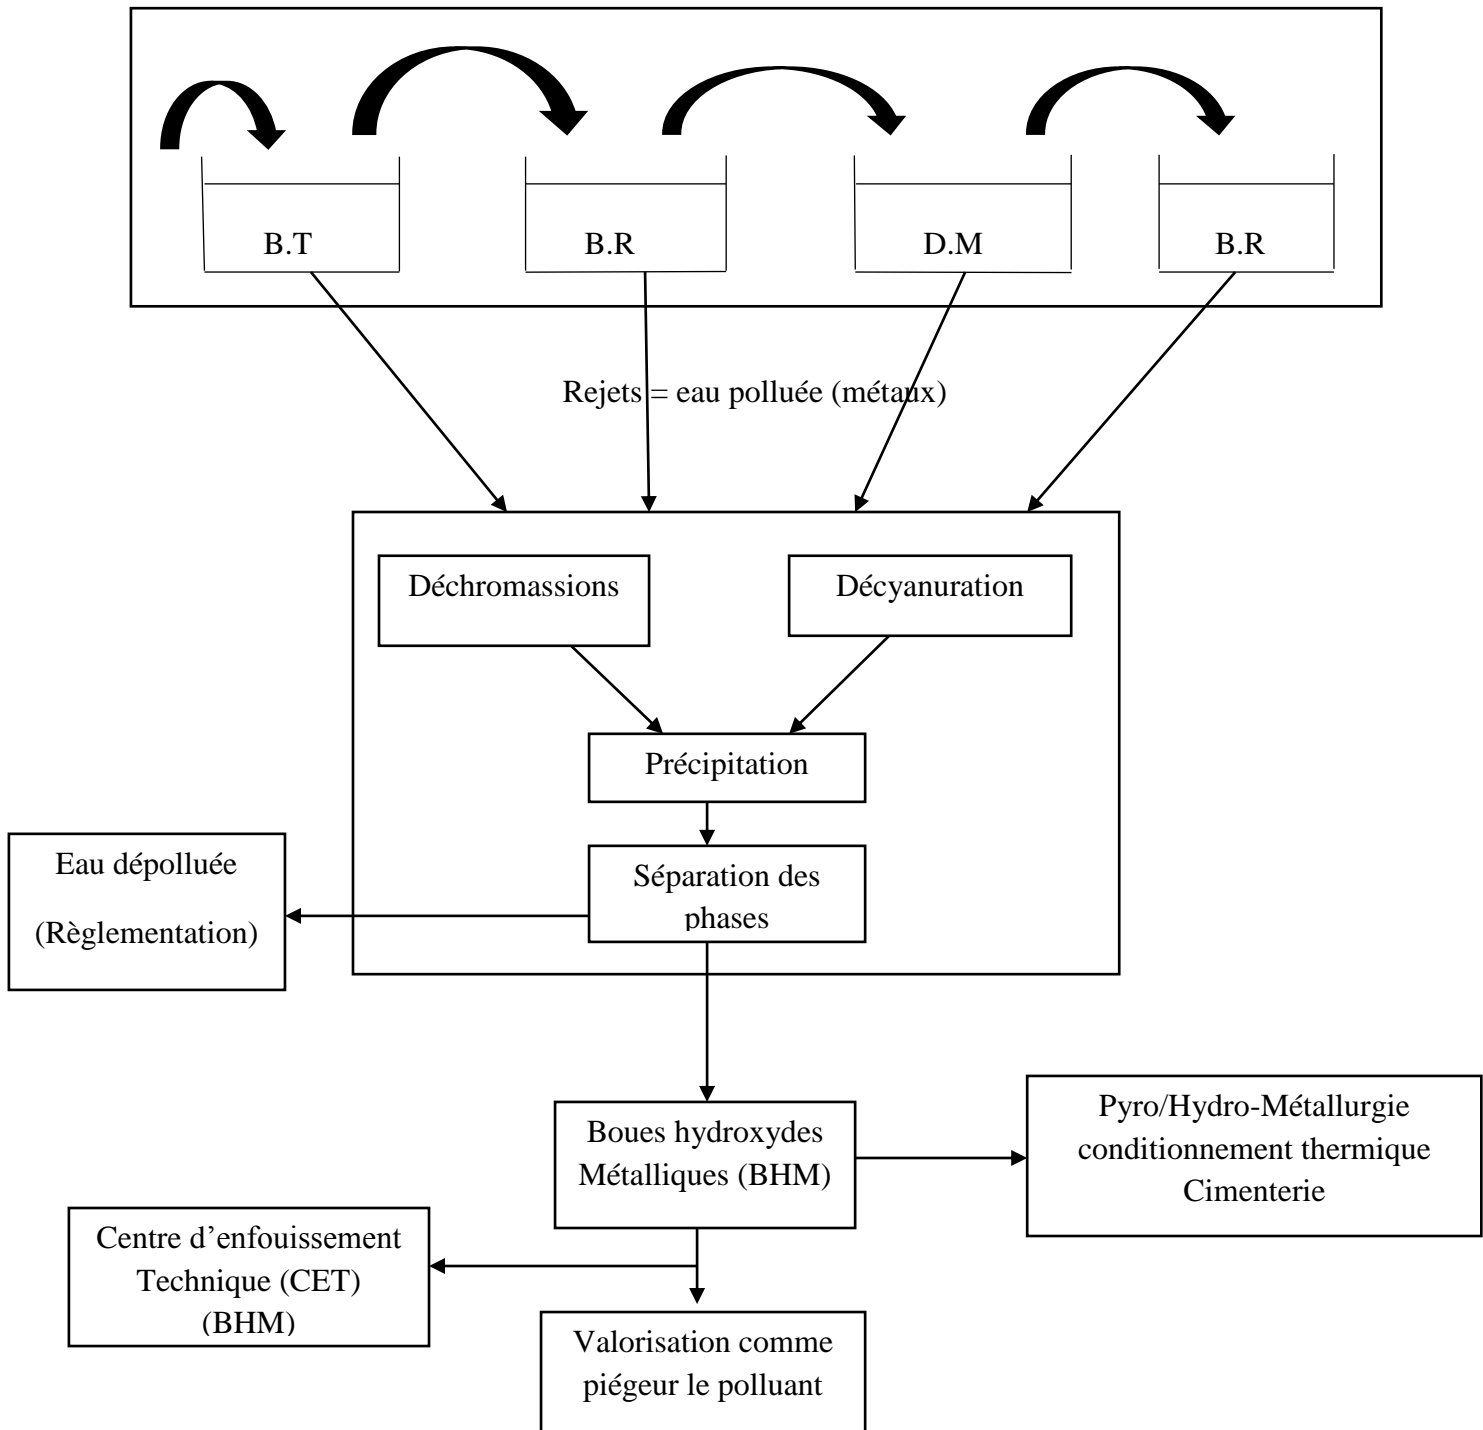 B.T
B.R
D.M
B.R
Rejets = eau polluée (métaux)
Déchromassions
Décyanuration
Précipitation
Eau dépolluée
(Règlementation)
Séparation des
phases
Boues hydroxydes
Métalliques (BHM)
Pyro/Hydro-Métallurgie
conditionnement thermique
Cimenterie
Centre d’enfouissement
Technique (CET)
(BHM)
Valorisation comme
piégeur le polluant